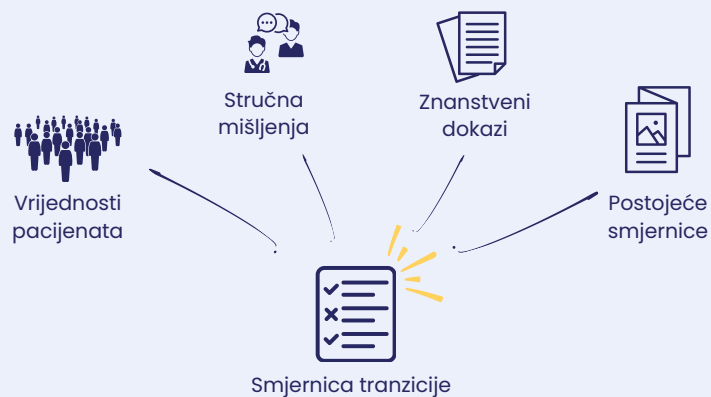 Stručna
mišljenja
Znanstveni
dokazi
Vrijednosti
pacijenata
Postojeće
smjernice
Smjernica tranzicije